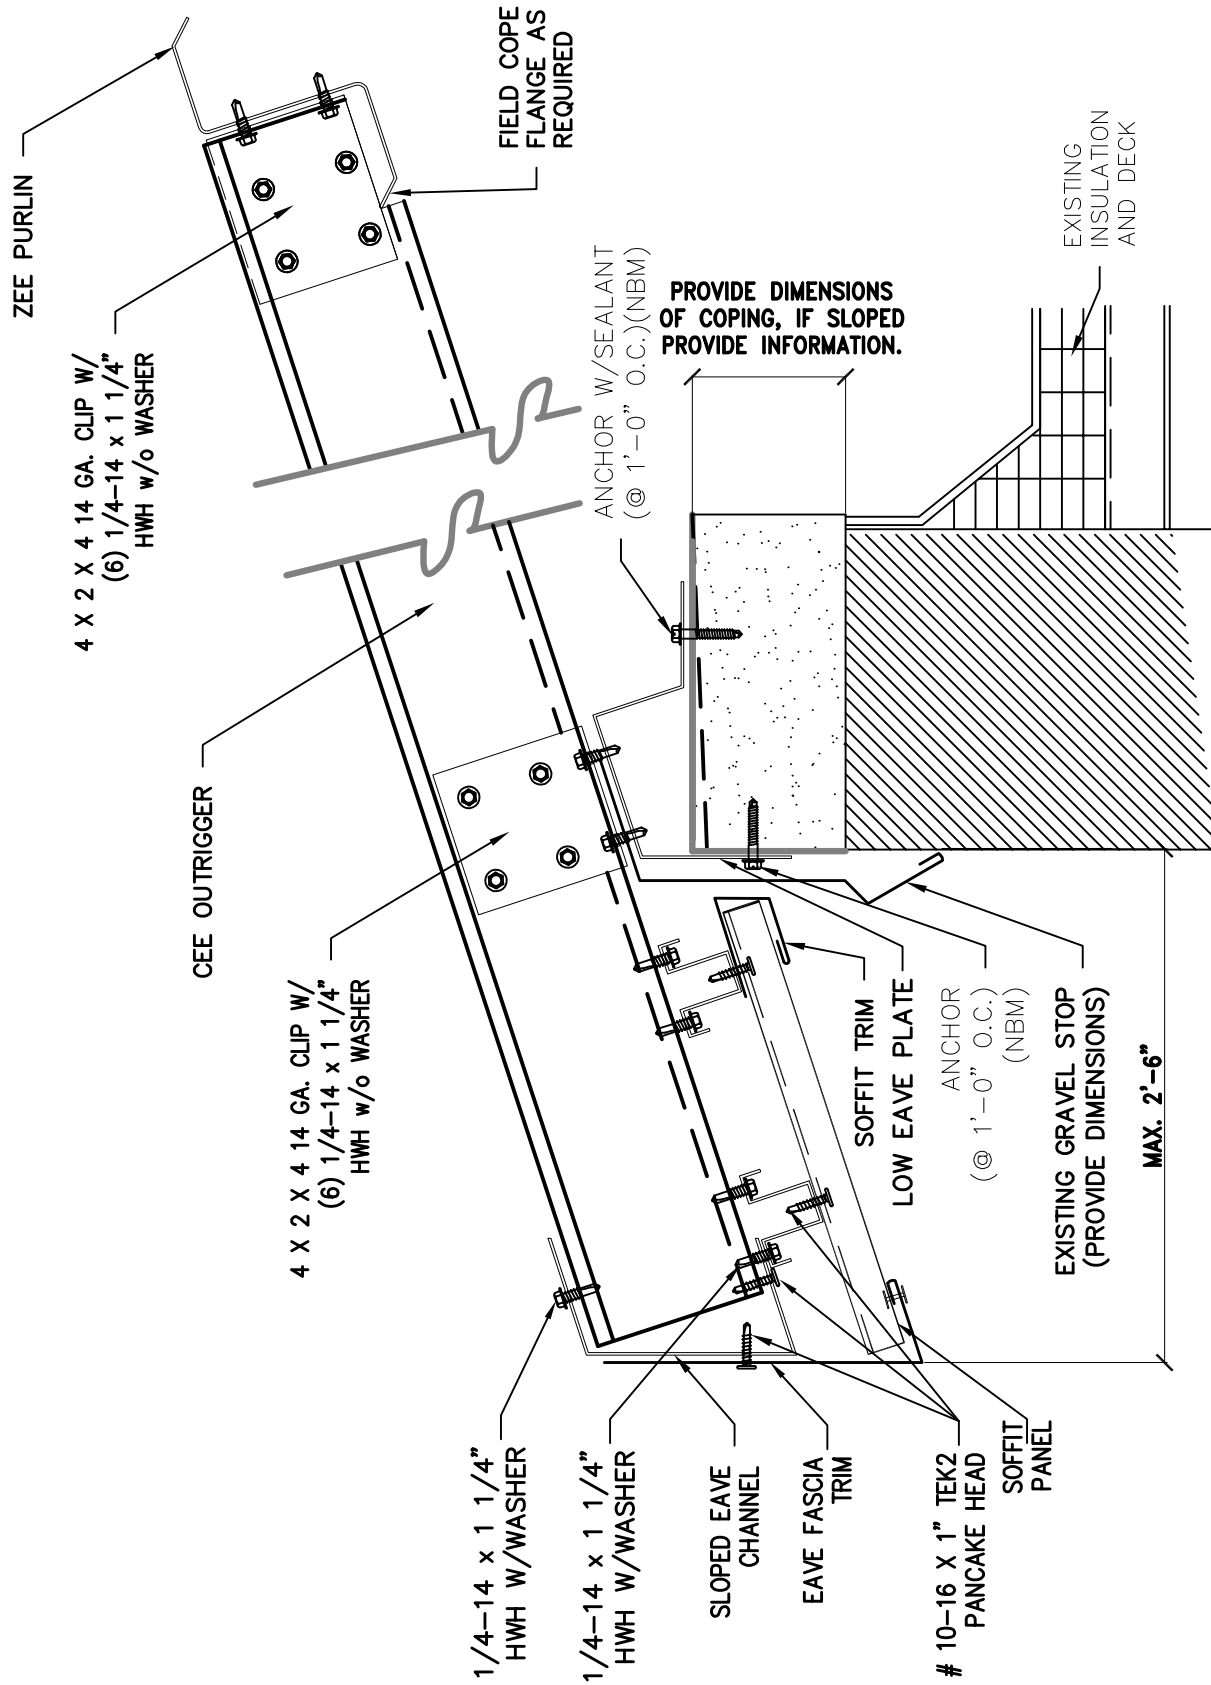 ZEE PURLIN
4 X 2 X 4 14 GA. CLIP W/
(6) 1/4-14 x 1 1/4"
HWH w/o WASHER
FIELD COPE
FLANGE AS
REQUIRED
CEE OUTRIGGER
4 X 2 X 4 14 GA. CLIP W/
(6) 1/4-14 x 1 1/4"
HWH w/o WASHER
ANCHOR W/SEALANT
(@ 1'-0" O.C.)(NBM)
PROVIDE DIMENSIONS
OF COPING, IF SLOPED
PROVIDE INFORMATION.
EXISTING
INSULATION
AND DECK
1/4-14 x 1 1/4"
HWH W/WASHER
1/4-14 x 1 1/4"
HWH W/WASHER
SLOPED EAVE
CHANNEL
EAVE FASCIA
TRIM
# 10-16 X 1" TEK2
PANCAKE HEAD
SOFFIT
PANEL
SOFFIT TRIM
LOW EAVE PLATE
ANCHOR
(@ 1'-0" O.C.)
(NBM)
EXISTING GRAVEL STOP
(PROVIDE DIMENSIONS)
MAX. 2'-6"